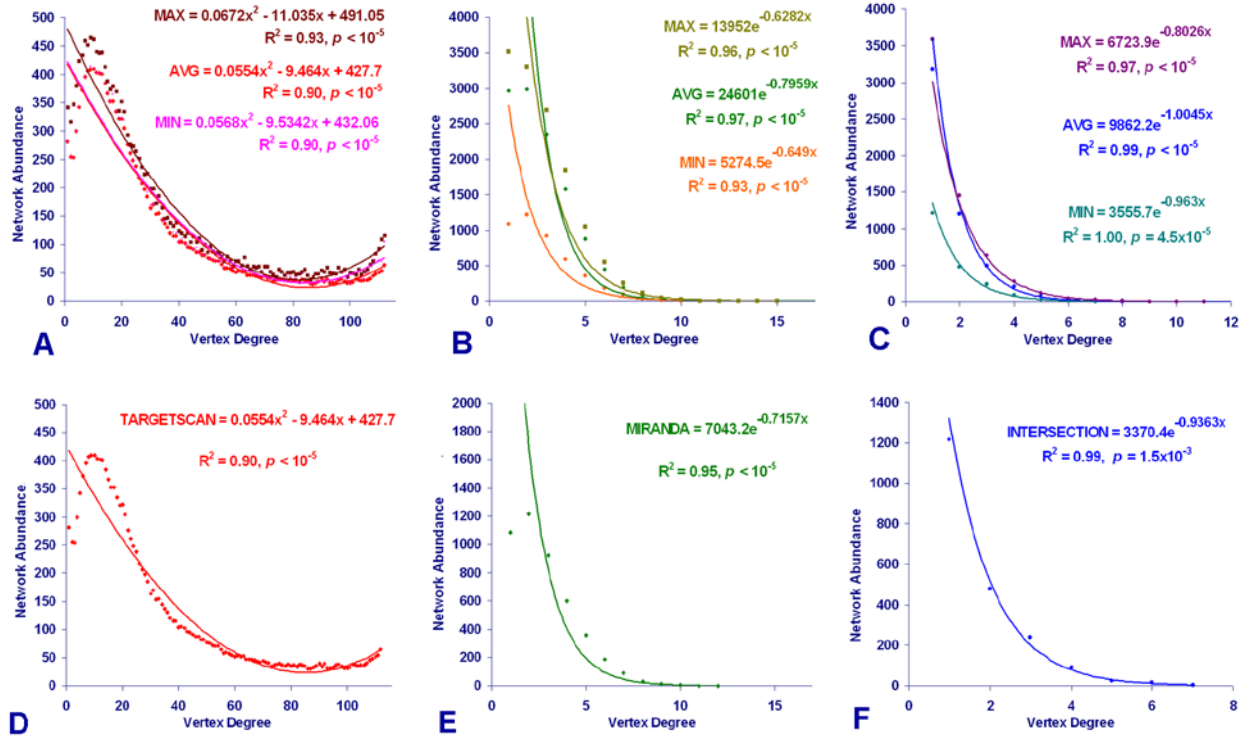 MAX = 0.0672x² - 11.035x + 491.05
R² = 0.93, p < 10⁻⁵
AVG = 0.0554x² - 9.464x + 427.7
R² = 0.90, p < 10⁻⁵
MIN = 0.0568x² - 9.5342x + 432.06
R² = 0.90, p < 10⁻⁵
Network Abundance
500
450
400
350
300
250
200
150
100
50
0
0 20 40 60 80 100
Vertex Degree
A
MAX = 13952e^-0.6282x
R² = 0.96, p < 10⁻⁵
AVG = 24601e^-0.7959x
R² = 0.97, p < 10⁻⁵
MIN = 5274.5e^-0.649x
R² = 0.93, p < 10⁻⁵
Network Abundance
4000
3500
3000
2500
2000
1500
1000
500
0
0 5 10 15
Vertex Degree
B
MAX = 6723.9e^-0.8026x
R² = 0.97, p < 10⁻⁵
AVG = 9862.2e^-1.0045x
R² = 0.99, p < 10⁻⁵
MIN = 3555.7e^-0.963x
R² = 1.00, p = 4.5x10⁻⁵
Network Abundance
4000
3500
3000
2500
2000
1500
1000
500
0
0 2 4 6 8 10 12
Vertex Degree
C
TARGETSCAN = 0.0554x² - 9.464x + 427.7
R² = 0.90, p < 10⁻⁵
Network Abundance
500
450
400
350
300
250
200
150
100
50
0
0 20 40 60 80 100
Vertex Degree
D
MIRANDA = 7043.2e^-0.7157x
R² = 0.95, p < 10⁻⁵
Network Abundance
2000
1800
1600
1400
1200
1000
800
600
400
200
0
0 5 10 15
Vertex Degree
E
INTERSECTION = 3370.4e^-0.9363x
R² = 0.99, p = 1.5x10⁻³
Network Abundance
1400
1200
1000
800
600
400
200
0
0 2 4 6 7 8
Vertex Degree
F